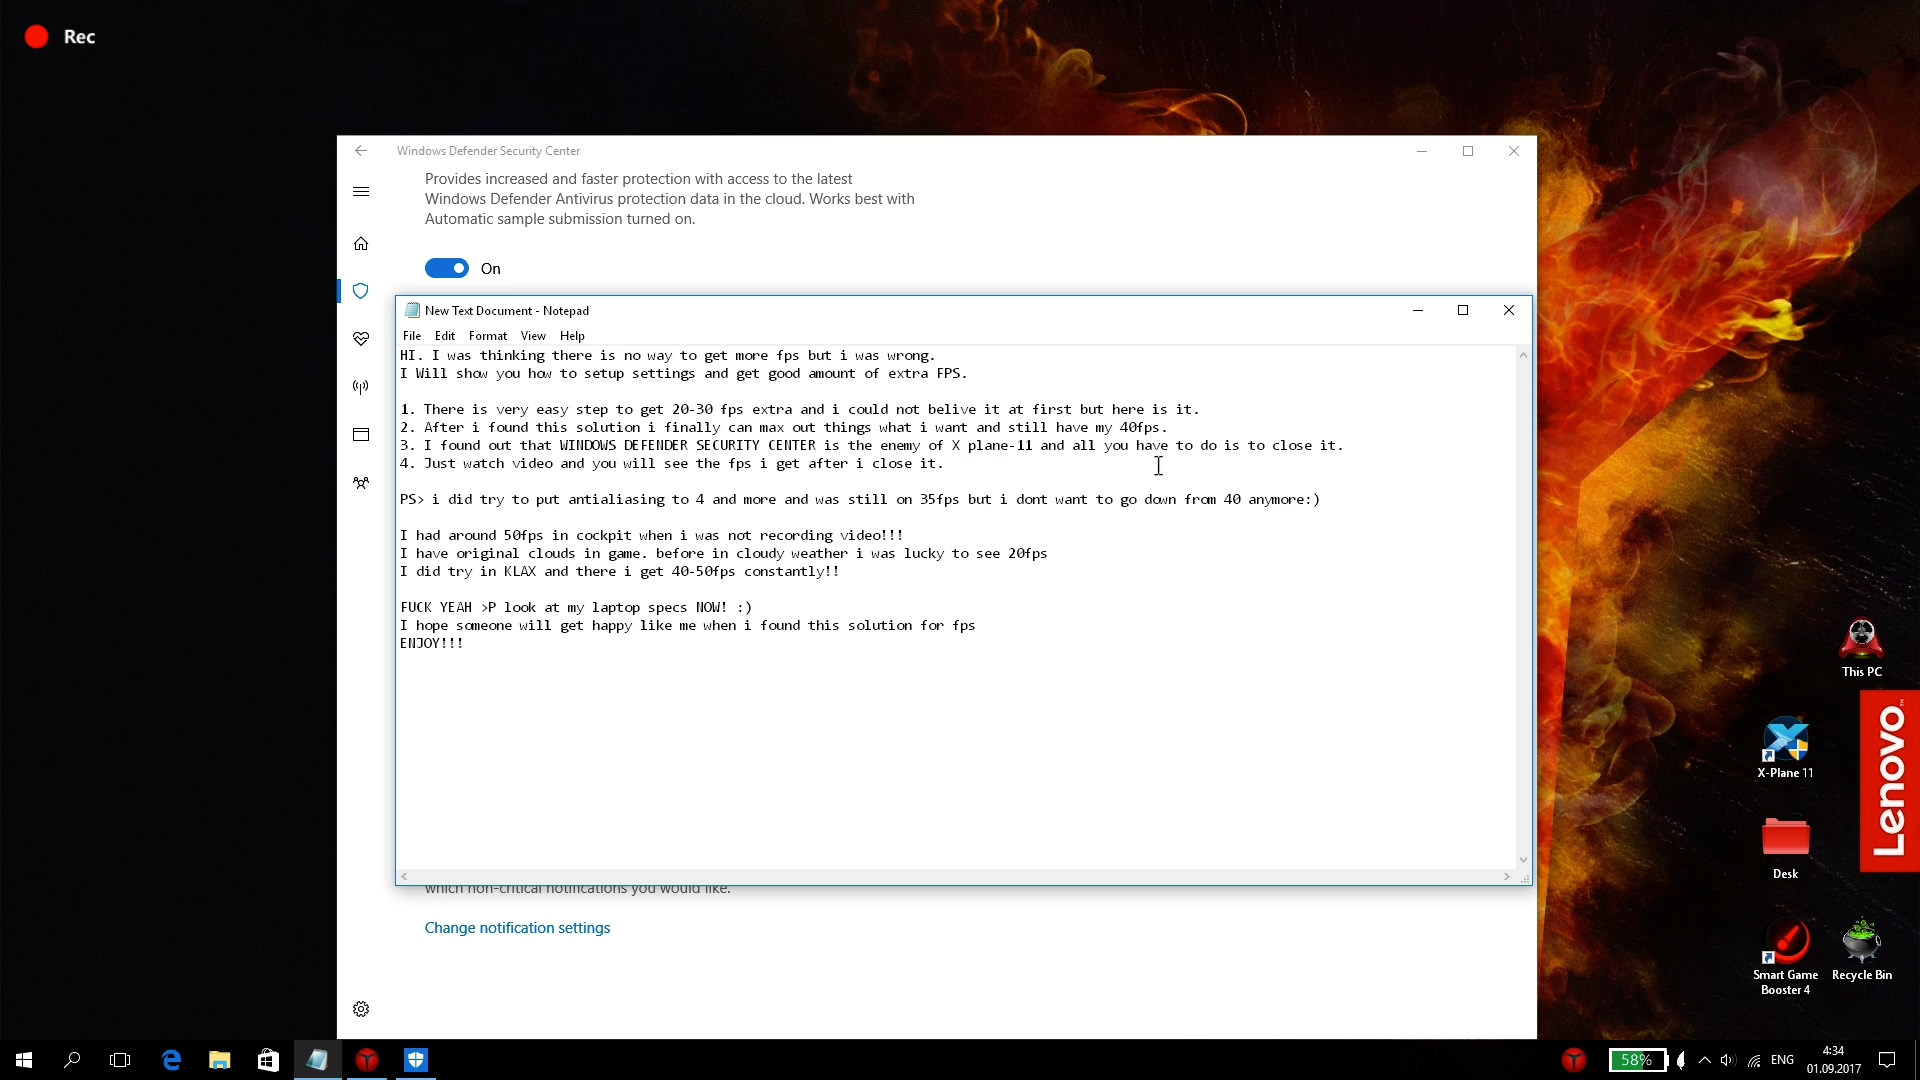 Rec
Windows Defender Security Center
Provides increased and faster protection with access to the latest
Windows Defender Antivirus protection data in the cloud. Works best with
Automatic sample submission turned on.
On
New Text Document - Notepad
File Edit Format View Help
HI. I was thinking there is no way to get more fps but i was wrong.
I Will show you how to setup settings and get good amount of extra FPS.
1. There is very easy step to get 20-30 fps extra and i could not belive it at first but here is it.
2. After i found this solution i finally can max out things what i want and still have my 40fps.
3. I found out that WINDOWS DEFENDER SECURITY CENTER is the enemy of X plane-11 and all you have to do is to close it.
4. Just watch video and you will see the fps i get after i close it.
PS> i did try to put antialiasing to 4 and more and was still on 35fps but i dont want to go down from 40 anymore:)
I had around 50fps in cockpit when i was not recording video!!!
I have original clouds in game. before in cloudy weather i was lucky to see 20fps
I did try in KLAX and there i get 40-50fps constantly!!
FUCK YEAH >P look at my laptop specs NOW! :)
I hope someone will get happy like me when i found this solution for fps
ENJOY!!!
which non-critical notifications you would like.
Change notification settings
This PC
X-Plane 11
Lenovo™
Desk
Smart Game
Booster 4
Recycle Bin
58%
ENG
4:34
01.09.2017